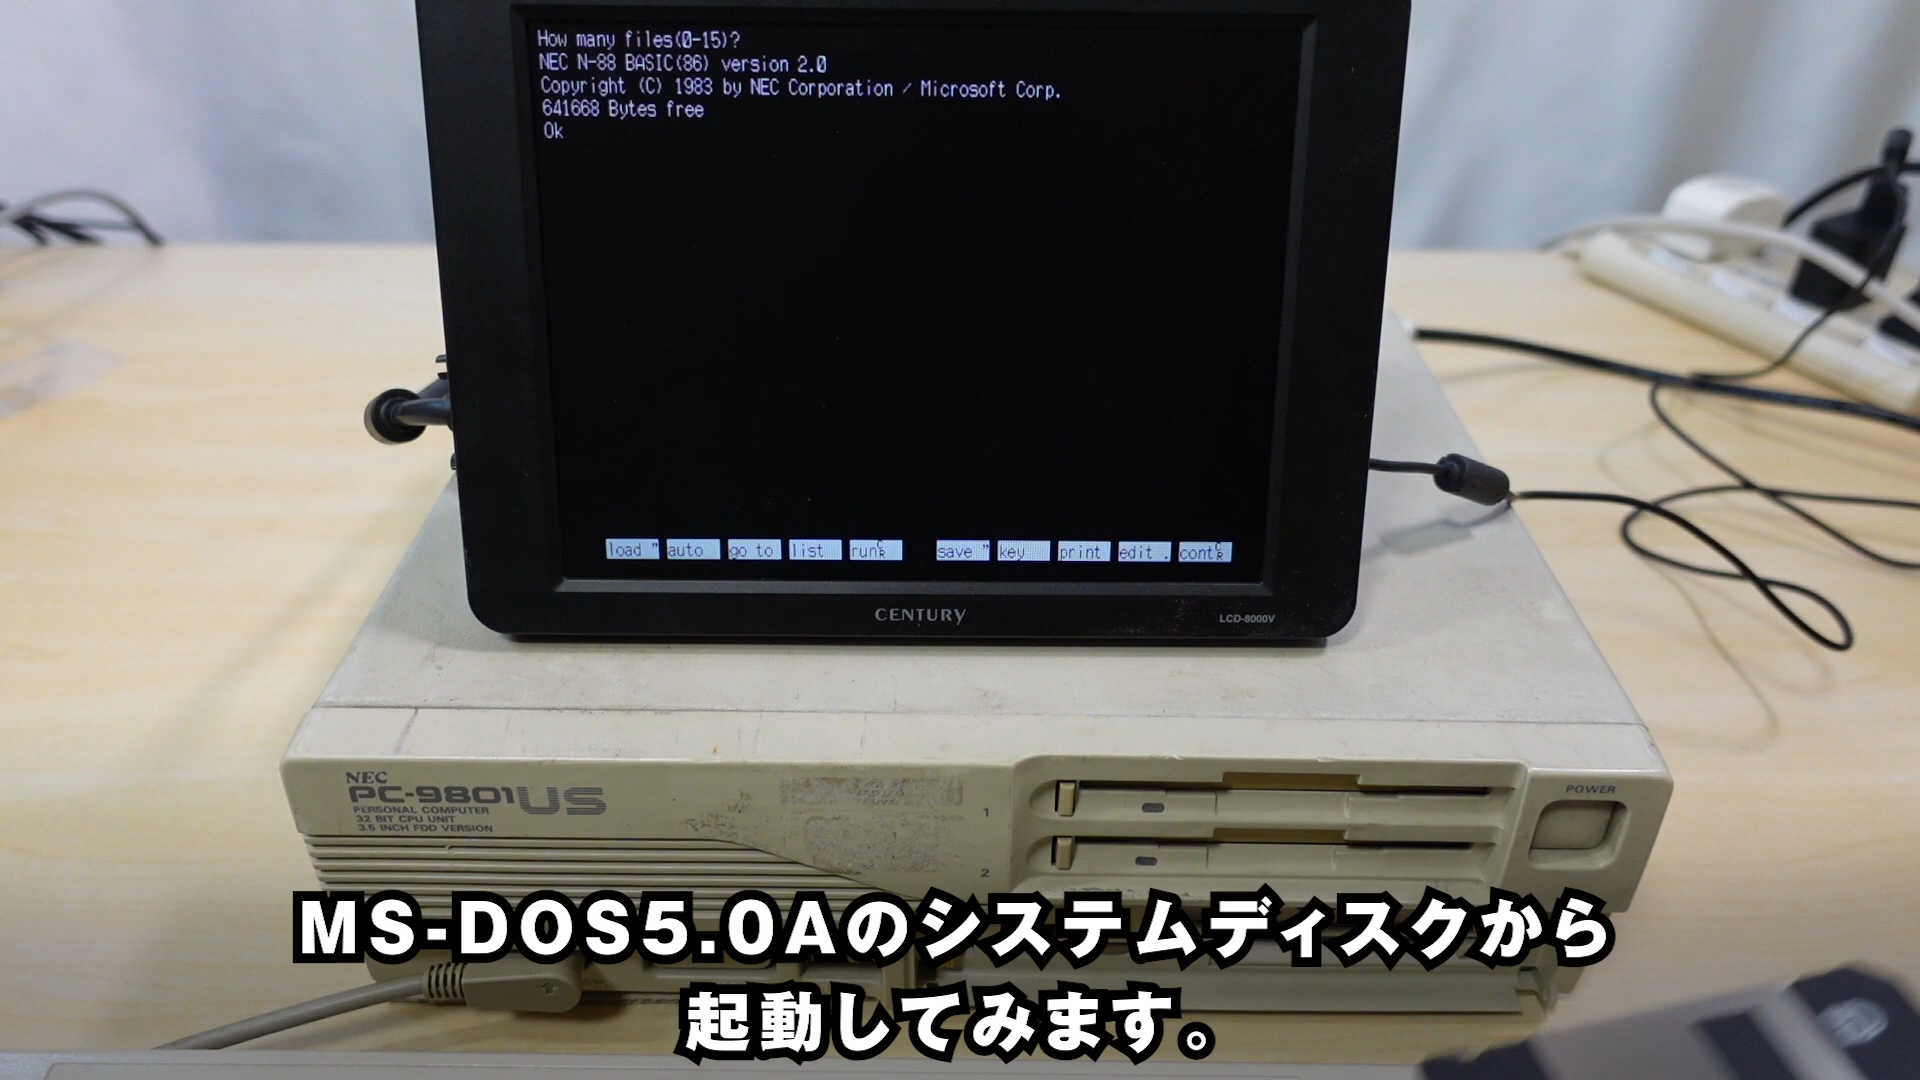 How many files(0-15)?
NEC N-88 BASIC(86) version 2.0
Copyright (C) 1983 by NEC Corporation / Microsoft Corp.
641668 Bytes free
Ok
load " auto go to list run save " key print edit . cont
CENTURY
LCD-8000V
NEC
PC-9801US
PERSONAL COMPUTER
32 BIT CPU UNIT
3.5 INCH FDD VERSION
1
2
POWER
MS-DOS5.0Aのシステムディスクから
起動してみます。